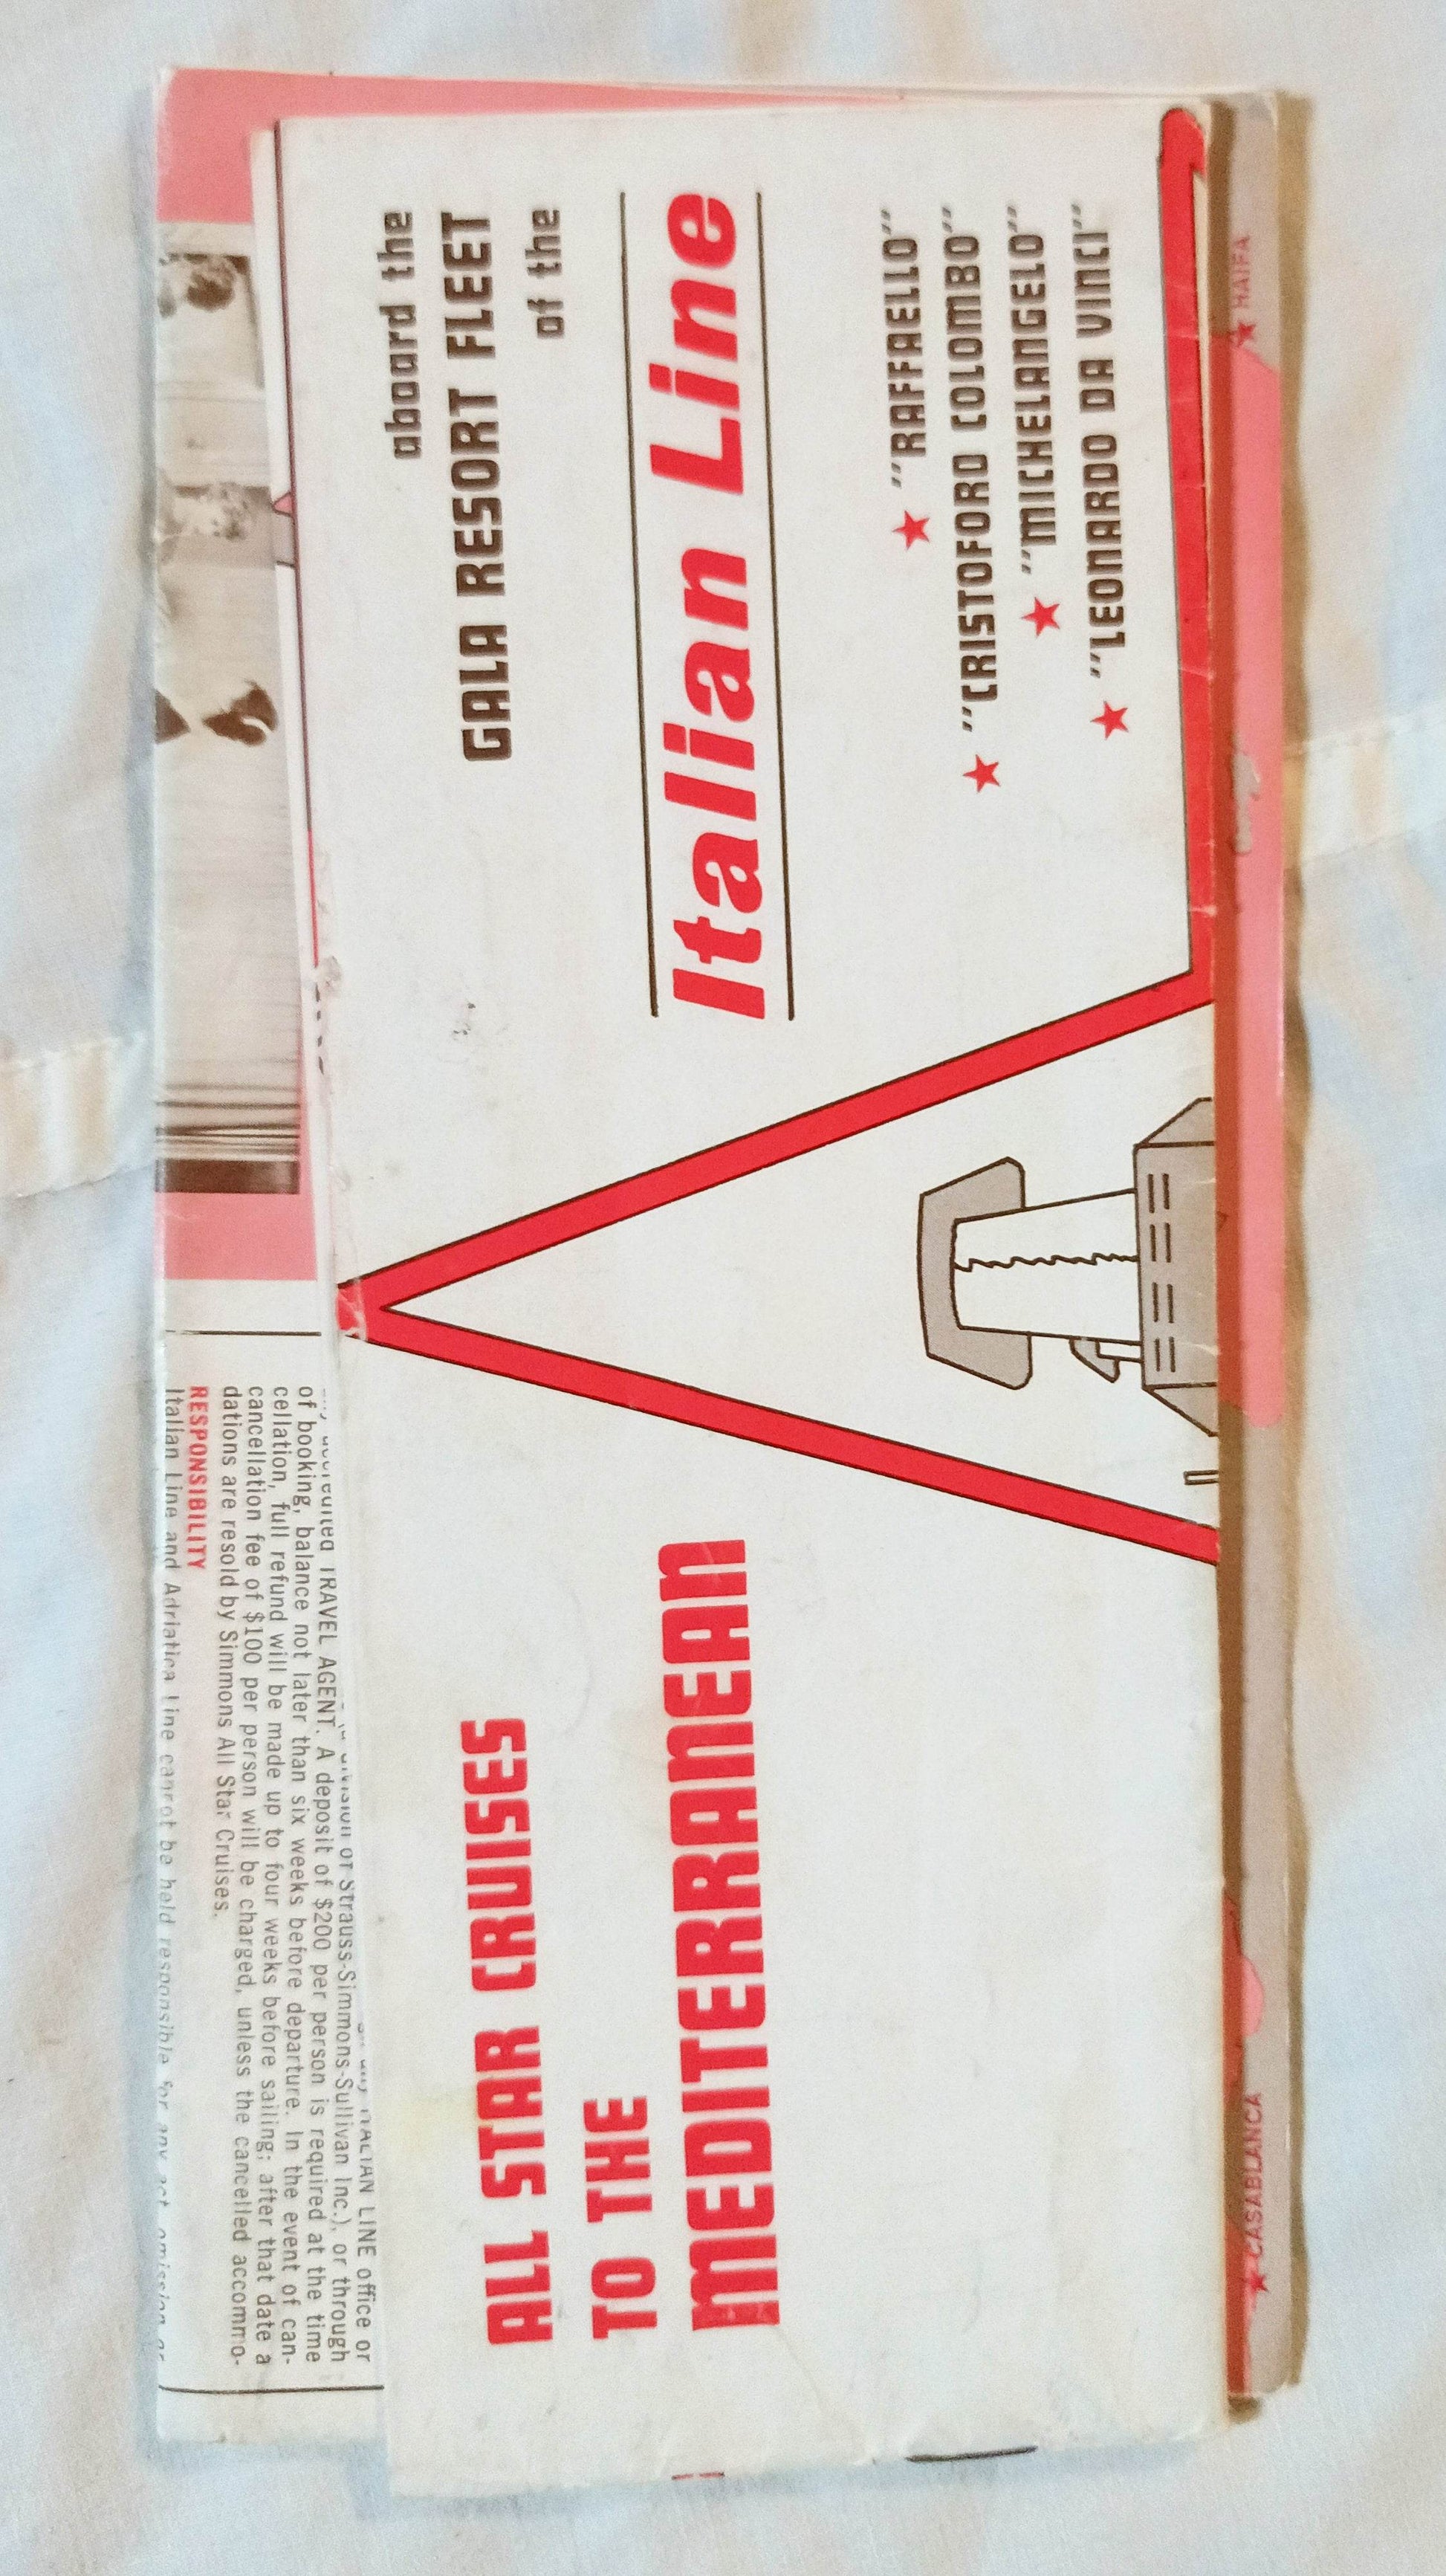 ALL STAR CRUISES
TO THE
MEDITERRANEAN
aboard the
GALA RESORT FLEET
of the
Italian Line
"RAFFAELLO"
"CRISTOFORO COLOMBO"
"MICHELANGELO"
"LEONARDO DA VINCI"
★ CASABLANCA
★ HAIFA
ITALIAN LINE office or
division of Strauss-Simmons-Sullivan Inc.), or through
TRAVEL AGENT. A deposit of $200 per person is required at the time
of booking, balance not later than six weeks before departure. In the event of can-
cellation, full refund will be made up to four weeks before sailing; after that date a
cancellation fee of $100 per person will be charged, unless the cancelled accommo-
dations are resold by Simmons All Star Cruises.
RESPONSIBILITY
Italian Line and Adriatica Line cannot be held responsible for any act, omission or